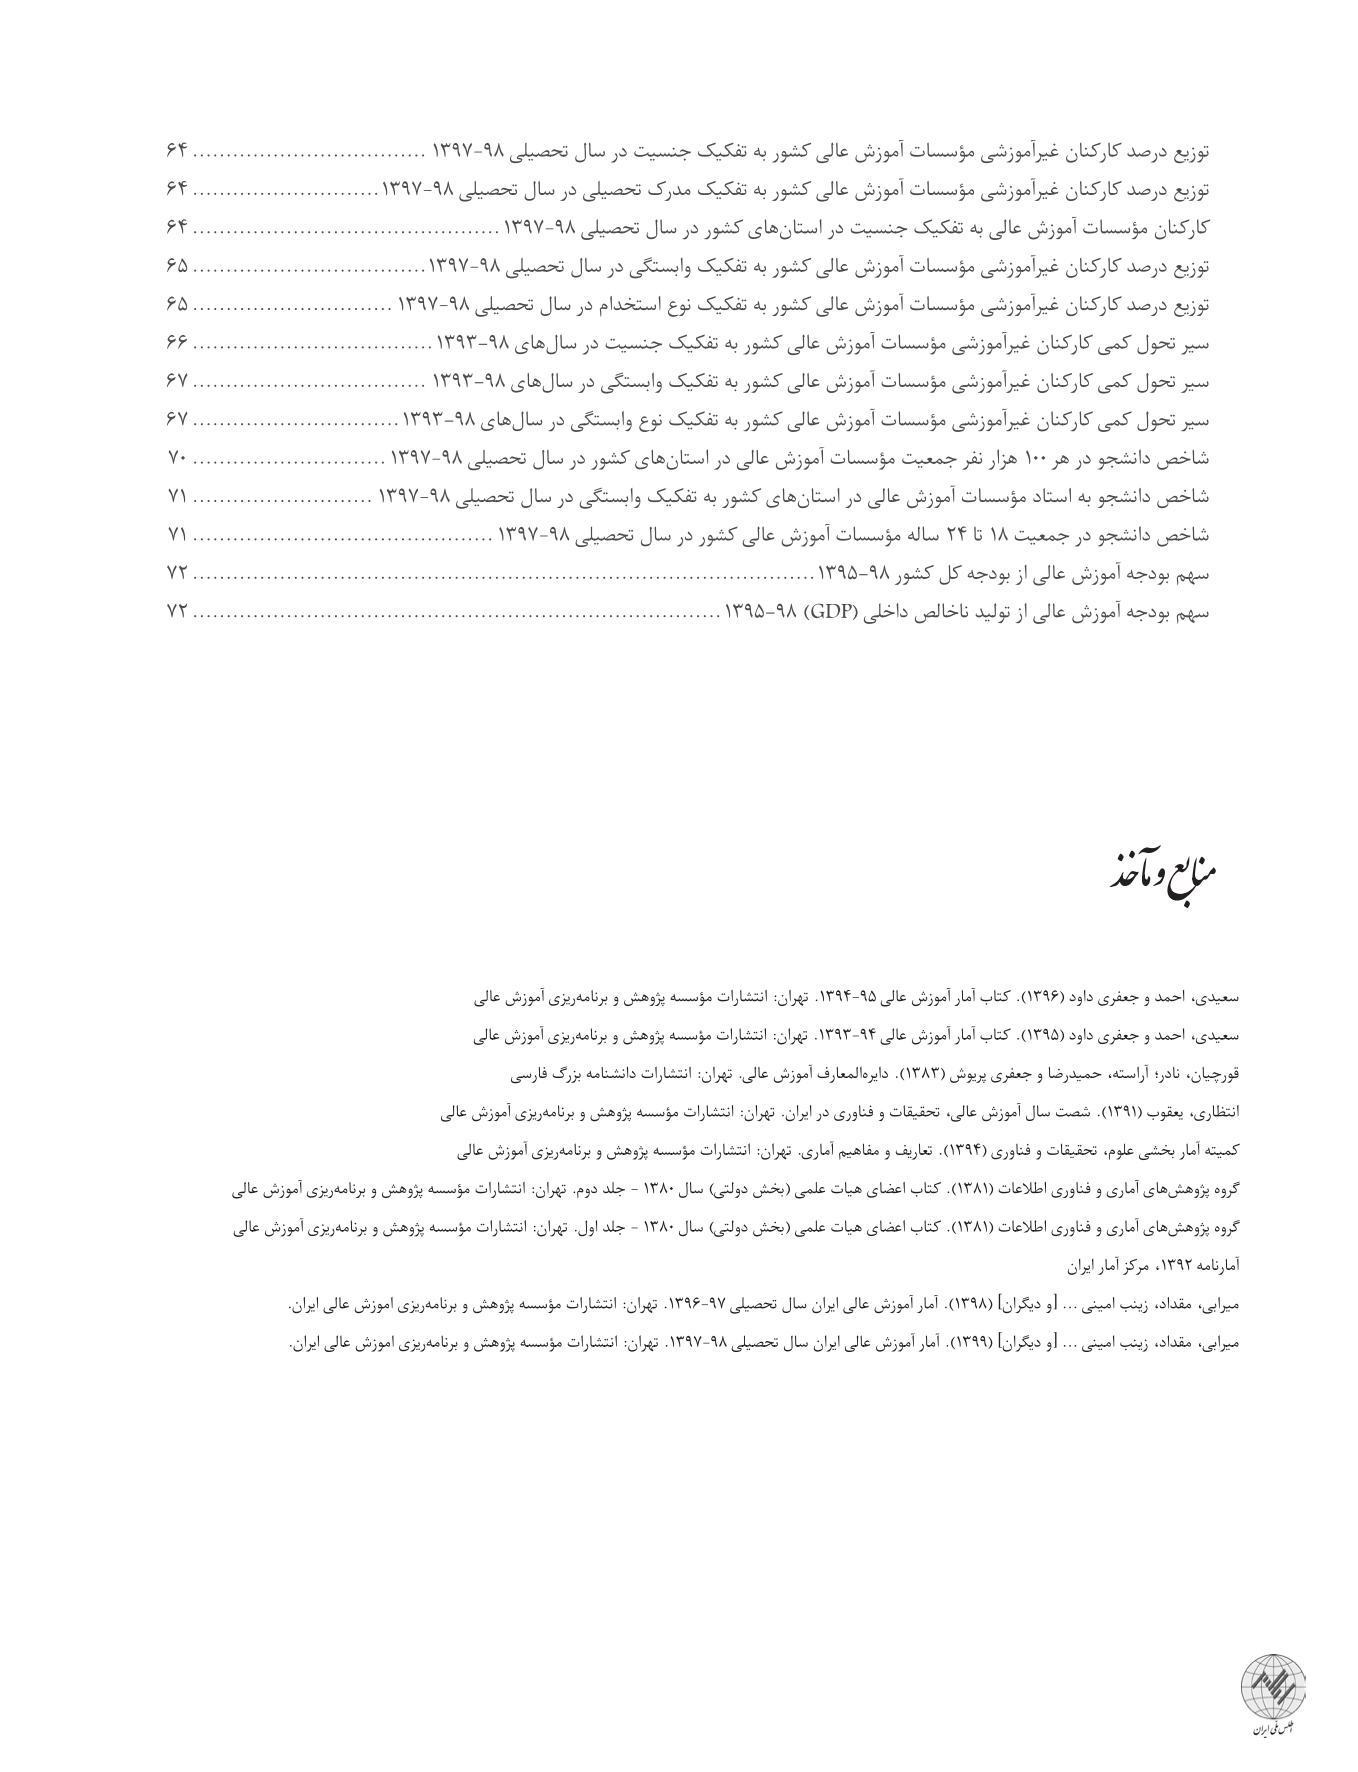 توزیع درصد کارکنان غیرآموزشی مؤسسات آموزش عالی کشور به تفکیک جنسیت در سال تحصیلی ۹۸-۱۳۹۷ ................................... ۶۴
توزیع درصد کارکنان غیرآموزشی مؤسسات آموزش عالی کشور به تفکیک مدرک تحصیلی در سال تحصیلی ۹۸-۱۳۹۷ ............................ ۶۴
کارکنان مؤسسات آموزش عالی به تفکیک جنسیت در استان‌های کشور در سال تحصیلی ۹۸-۱۳۹۷ .............................................. ۶۴
توزیع درصد کارکنان غیرآموزشی مؤسسات آموزش عالی کشور به تفکیک وابستگی در سال تحصیلی ۹۸-۱۳۹۷ ................................... ۶۵
توزیع درصد کارکنان غیرآموزشی مؤسسات آموزش عالی کشور به تفکیک نوع استخدام در سال تحصیلی ۹۸-۱۳۹۷ .............................. ۶۵
سیر تحول کمی کارکنان غیرآموزشی مؤسسات آموزش عالی کشور به تفکیک جنسیت در سال‌های ۹۸-۱۳۹۳ .................................... ۶۶
سیر تحول کمی کارکنان غیرآموزشی مؤسسات آموزش عالی کشور به تفکیک وابستگی در سال‌های ۹۸-۱۳۹۳ ................................... ۶۷
سیر تحول کمی کارکنان غیرآموزشی مؤسسات آموزش عالی کشور به تفکیک نوع وابستگی در سال‌های ۹۸-۱۳۹۳ ............................... ۶۷
شاخص دانشجو در هر ۱۰۰ هزار نفر جمعیت مؤسسات آموزش عالی در استان‌های کشور در سال تحصیلی ۹۸-۱۳۹۷ ............................. ۷۰
شاخص دانشجو به استاد مؤسسات آموزش عالی در استان‌های کشور به تفکیک وابستگی در سال تحصیلی ۹۸-۱۳۹۷ ........................... ۷۱
شاخص دانشجو در جمعیت ۱۸ تا ۲۴ ساله مؤسسات آموزش عالی کشور در سال تحصیلی ۹۸-۱۳۹۷ ............................................. ۷۱
سهم بودجه آموزش عالی از بودجه کل کشور ۹۸-۱۳۹۵ ............................................................................................. ۷۲
سهم بودجه آموزش عالی از تولید ناخالص داخلی (GDP) ۹۸-۱۳۹۵ ............................................................................... ۷۲
منابع و مآخذ
سعیدی، احمد و جعفری داود (۱۳۹۶). کتاب آمار آموزش عالی ۹۵-۱۳۹۴. تهران: انتشارات مؤسسه پژوهش و برنامه‌ریزی آموزش عالی
سعیدی، احمد و جعفری داود (۱۳۹۵). کتاب آمار آموزش عالی ۹۴-۱۳۹۳. تهران: انتشارات مؤسسه پژوهش و برنامه‌ریزی آموزش عالی
قورچیان، نادر؛ آراسته، حمیدرضا و جعفری پریوش (۱۳۸۳). دایره‌المعارف آموزش عالی. تهران: انتشارات دانشنامه بزرگ فارسی
انتظاری، یعقوب (۱۳۹۱). شصت سال آموزش عالی، تحقیقات و فناوری در ایران. تهران: انتشارات مؤسسه پژوهش و برنامه‌ریزی آموزش عالی
کمیته آمار بخشی علوم، تحقیقات و فناوری (۱۳۹۴). تعاریف و مفاهیم آماری. تهران: انتشارات مؤسسه پژوهش و برنامه‌ریزی آموزش عالی
گروه پژوهش‌های آماری و فناوری اطلاعات (۱۳۸۱). کتاب اعضای هیات علمی (بخش دولتی) سال ۱۳۸۰ - جلد دوم. تهران: انتشارات مؤسسه پژوهش و برنامه‌ریزی آموزش عالی
گروه پژوهش‌های آماری و فناوری اطلاعات (۱۳۸۱). کتاب اعضای هیات علمی (بخش دولتی) سال ۱۳۸۰ - جلد اول. تهران: انتشارات مؤسسه پژوهش و برنامه‌ریزی آموزش عالی
آمارنامه ۱۳۹۲، مرکز آمار ایران
میرابی، مقداد، زینب امینی ... [و دیگران] (۱۳۹۸). آمار آموزش عالی ایران سال تحصیلی ۹۷-۱۳۹۶. تهران: انتشارات مؤسسه پژوهش و برنامه‌ریزی اموزش عالی ایران.
میرابی، مقداد، زینب امینی ... [و دیگران] (۱۳۹۹). آمار آموزش عالی ایران سال تحصیلی ۹۸-۱۳۹۷. تهران: انتشارات مؤسسه پژوهش و برنامه‌ریزی اموزش عالی ایران.
اطلس ملی ایران